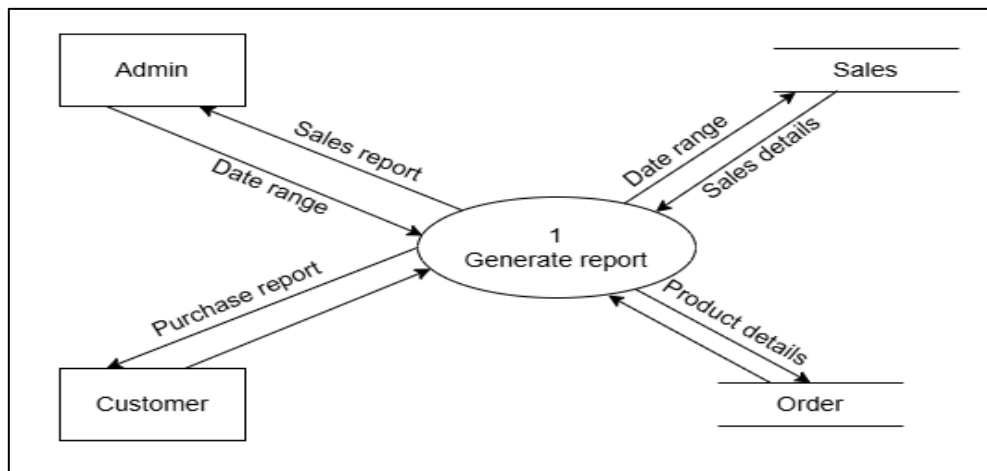 Admin
Sales
Sales report
Date range
Date range
Sales details
1
Generate report
Purchase report
Product details
Customer
Order